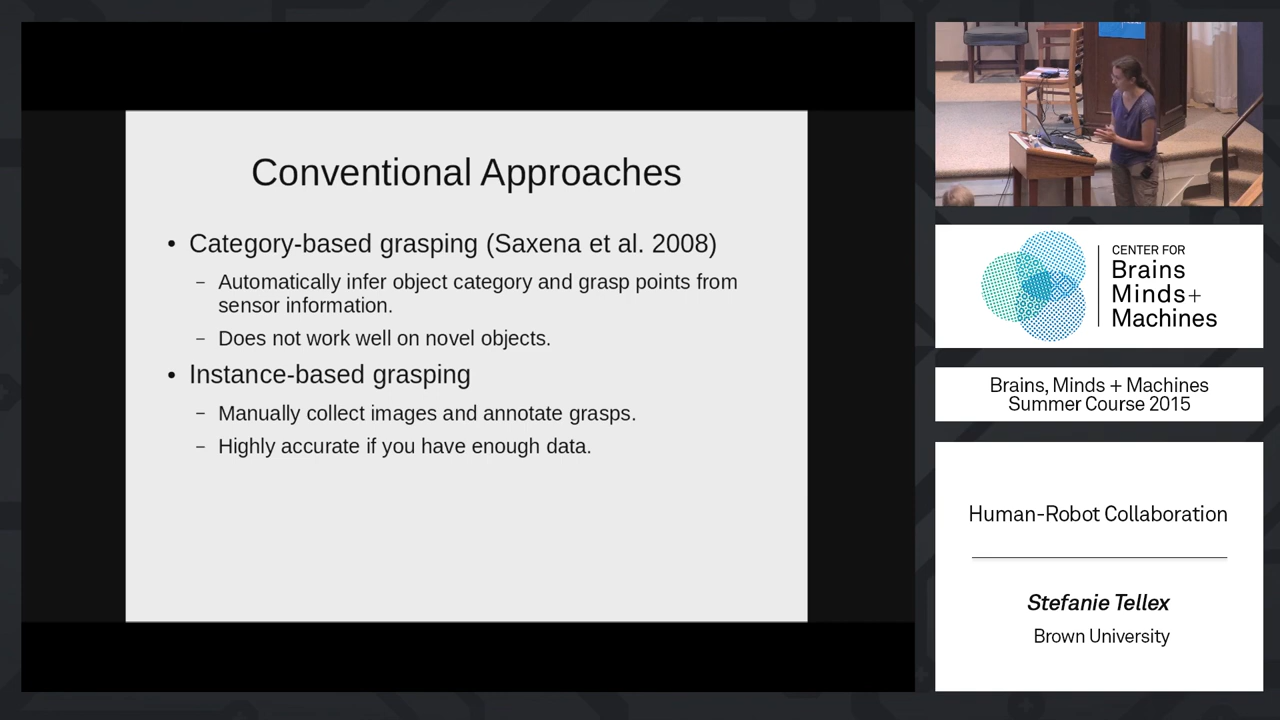 Conventional Approaches
• Category-based grasping (Saxena et al. 2008)
– Automatically infer object category and grasp points from
sensor information.
– Does not work well on novel objects.
• Instance-based grasping
– Manually collect images and annotate grasps.
– Highly accurate if you have enough data.
CENTER FOR
Brains
Minds+
Machines
Brains, Minds + Machines
Summer Course 2015
Human-Robot Collaboration
Stefanie Tellex
Brown University